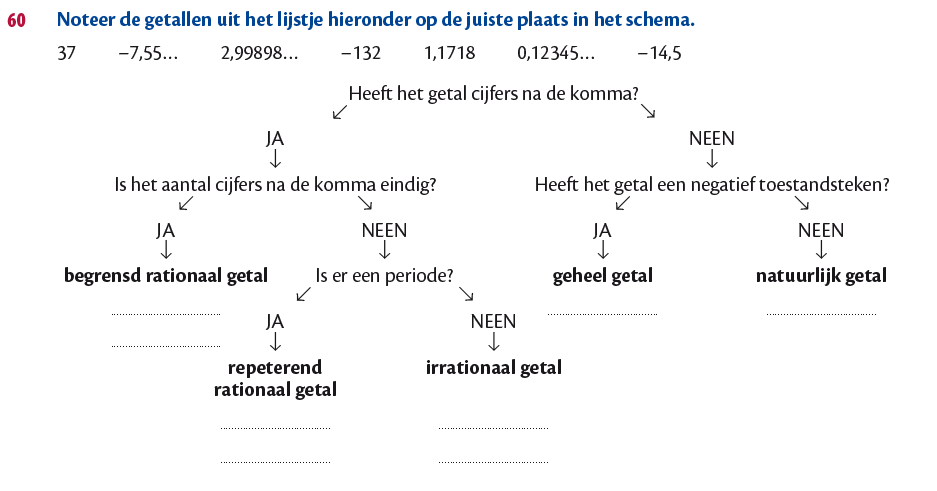 60 Noteer de getallen uit het lijstje hieronder op de juiste plaats in het schema.
37 –7,55... 2,99898... –132 1,1718 0,12345... –14,5
Heeft het getal cijfers na de komma?
JA NEEN
Is het aantal cijfers na de komma eindig? Heeft het getal een negatief toestandsteken?
JA NEEN JA NEEN
begrensd rationaal getal Is er een periode? geheel getal natuurlijk getal
JA NEEN
repeterend irrationaal getal
rationaal getal